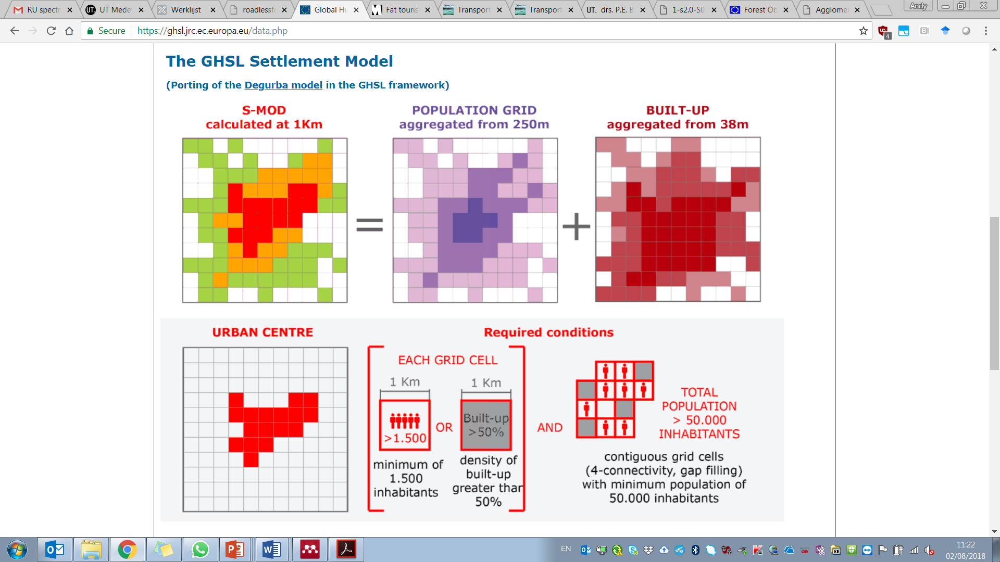 RU spectr
UT Mede
Werklijst
roadlessfo
Global Hu
Fat touris
Transport
Transport
UT. drs. P.E. B
1-s2.0-S0
Forest Ob
Agglomer
Andy
Secure https://ghsl.jrc.ec.europa.eu/data.php
4
The GHSL Settlement Model
(Porting of the Degurba model in the GHSL framework)
S-MOD
calculated at 1Km
POPULATION GRID
aggregated from 250m
BUILT-UP
aggregated from 38m
=
+
URBAN CENTRE
Required conditions
EACH GRID CELL
1 Km
>1.500
minimum of
1.500
inhabitants
OR
1 Km
Built-up
>50%
density of
built-up
greater than
50%
AND
TOTAL
POPULATION
> 50.000
INHABITANTS
contiguous grid cells
(4-connectivity, gap filling)
with minimum population of
50.000 inhabitants
EN
11:22
02/08/2018